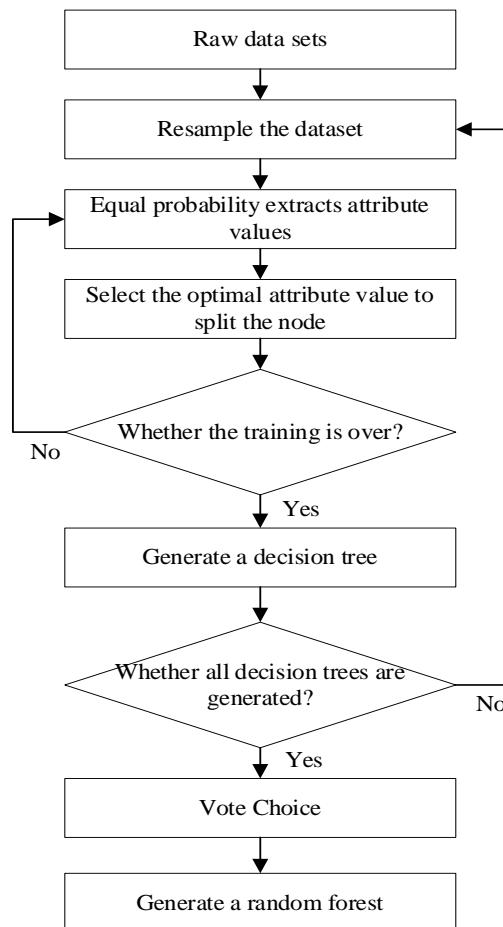 Raw data sets
Resample the dataset
Equal probability extracts attribute
values
Select the optimal attribute value to
split the node
Whether the training is over?
No
Yes
Generate a decision tree
Whether all decision trees are
generated?
No
Yes
Vote Choice
Generate a random forest